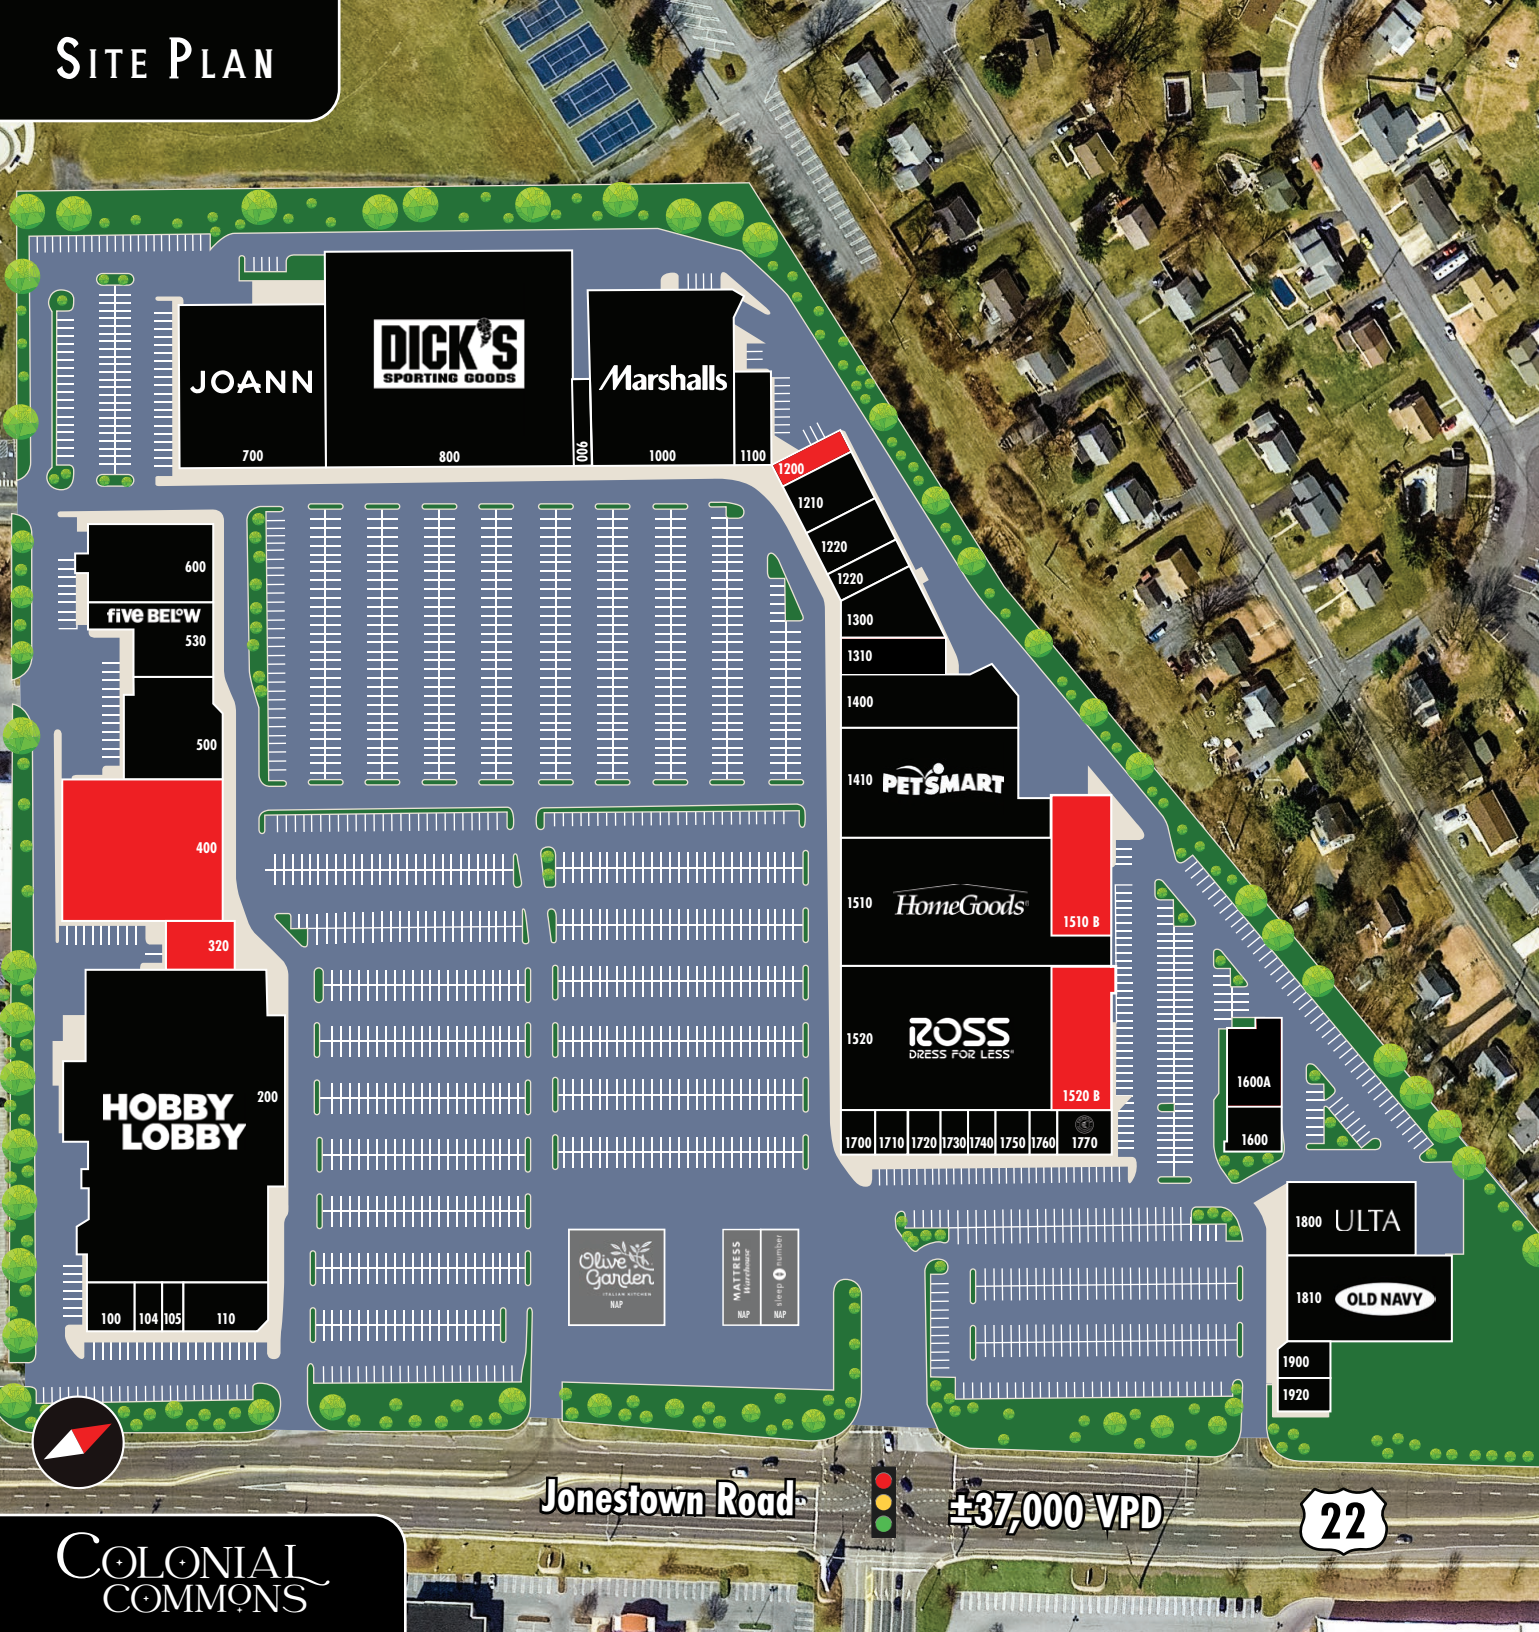 SITE PLAN
JOANN
700
DICK'S
SPORTING GOODS
800
900
Marshalls
1000
1100
1200
1210
1220
1220
1300
1310
1400
1410 PETSMART
1510 HomeGoods
1510 B
1520 ROSS
DRESS FOR LESS
1520 B
1700 1710 1720 1730 1740 1750 1760 1770
600
five BELOW
530
500
400
320
200
HOBBY
LOBBY
100 104 105 110
Olive
Garden
ITALIAN KITCHEN
NAP
MATTRESS
Warehouse
NAP
sleep number
NAP
1600A
1600
1800 ULTA
1810 OLD NAVY
1900
1920
Jonestown Road
±37,000 VPD
22
COLONIAL
COMMONS